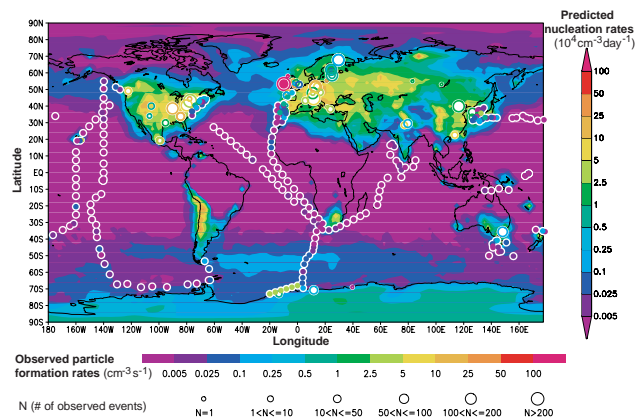 Predicted
nucleation rates
(10⁴cm⁻³day⁻¹)
90N
80N
70N
60N
50N
40N
30N
20N
10N
EQ
10S
20S
30S
40S
50S
60S
70S
80S
90S
Latitude
180 160W 140W 120W 100W 80W 60W 40W 20W 0 20E 40E 60E 80E 100E 120E 140E 160E
Longitude
100
50
25
10
5
2.5
1
0.5
0.25
0.1
0.025
0.005
Observed particle
formation rates (cm⁻³s⁻¹)
0.005 0.025 0.1 0.25 0.5 1 2.5 5 10 25 50 100
N (# of observed events)
N=1 1<N<=10 10<N<=50 50<N<=100 100<N<=200 N>200